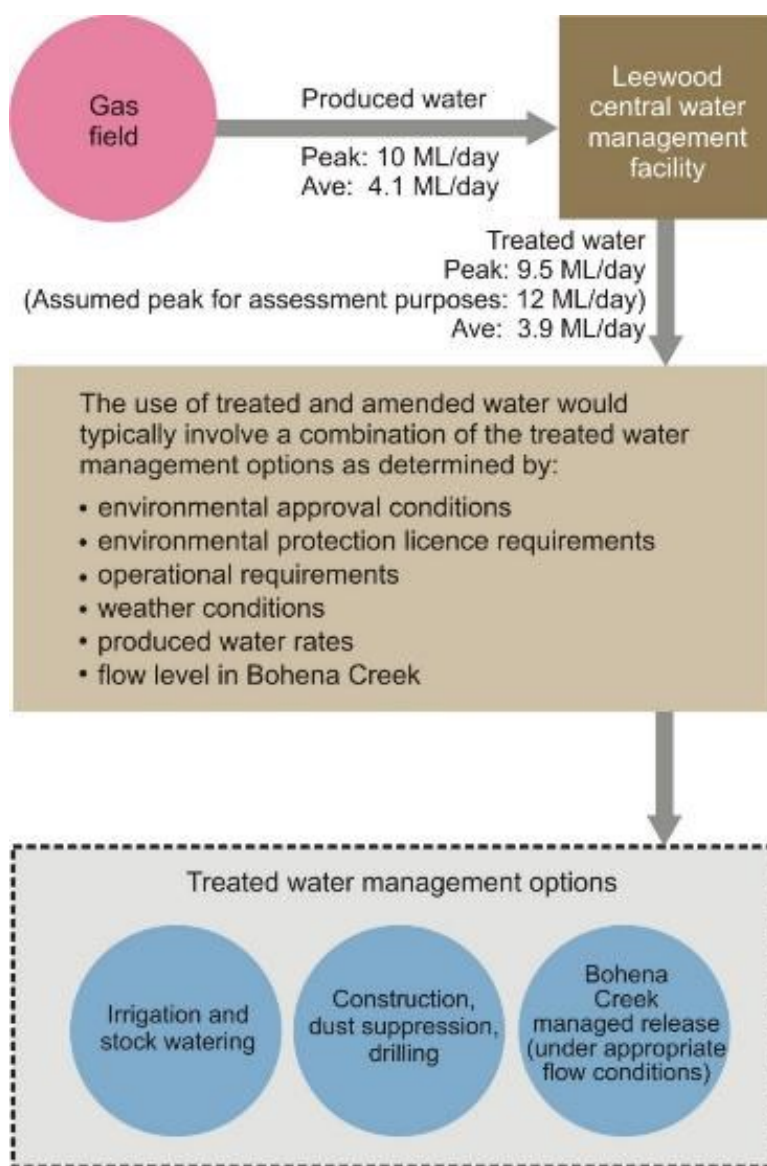 Gas
field
Produced water
Peak: 10 ML/day
Ave: 4.1 ML/day
Leewood
central water
management
facility
Treated water
Peak: 9.5 ML/day
(Assumed peak for assessment purposes: 12 ML/day)
Ave: 3.9 ML/day
The use of treated and amended water would
typically involve a combination of the treated water
management options as determined by:
• environmental approval conditions
• environmental protection licence requirements
• operational requirements
• weather conditions
• produced water rates
• flow level in Bohena Creek
Treated water management options
Irrigation and
stock watering
Construction,
dust suppression,
drilling
Bohena
Creek
managed release
(under appropriate
flow conditions)